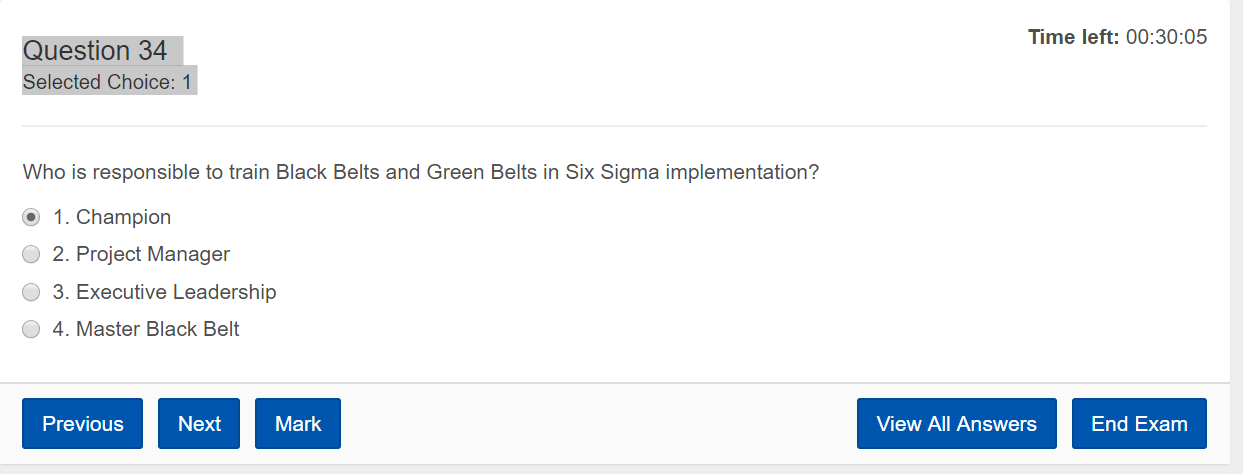 Question 34
Time left: 00:30:05
Selected Choice: 1
Who is responsible to train Black Belts and Green Belts in Six Sigma implementation?
1. Champion
2. Project Manager
3. Executive Leadership
4. Master Black Belt
Previous Next Mark View All Answers End Exam